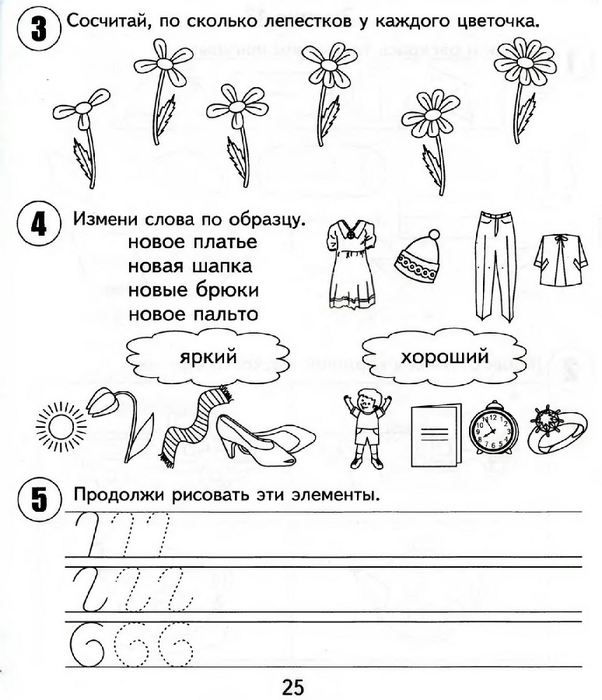 3 Сосчитай, по сколько лепестков у каждого цветочка.
4 Измени слова по образцу.
новое платье
новая шапка
новые брюки
новое пальто
яркий
хороший
5 Продолжи рисовать эти элементы.
25